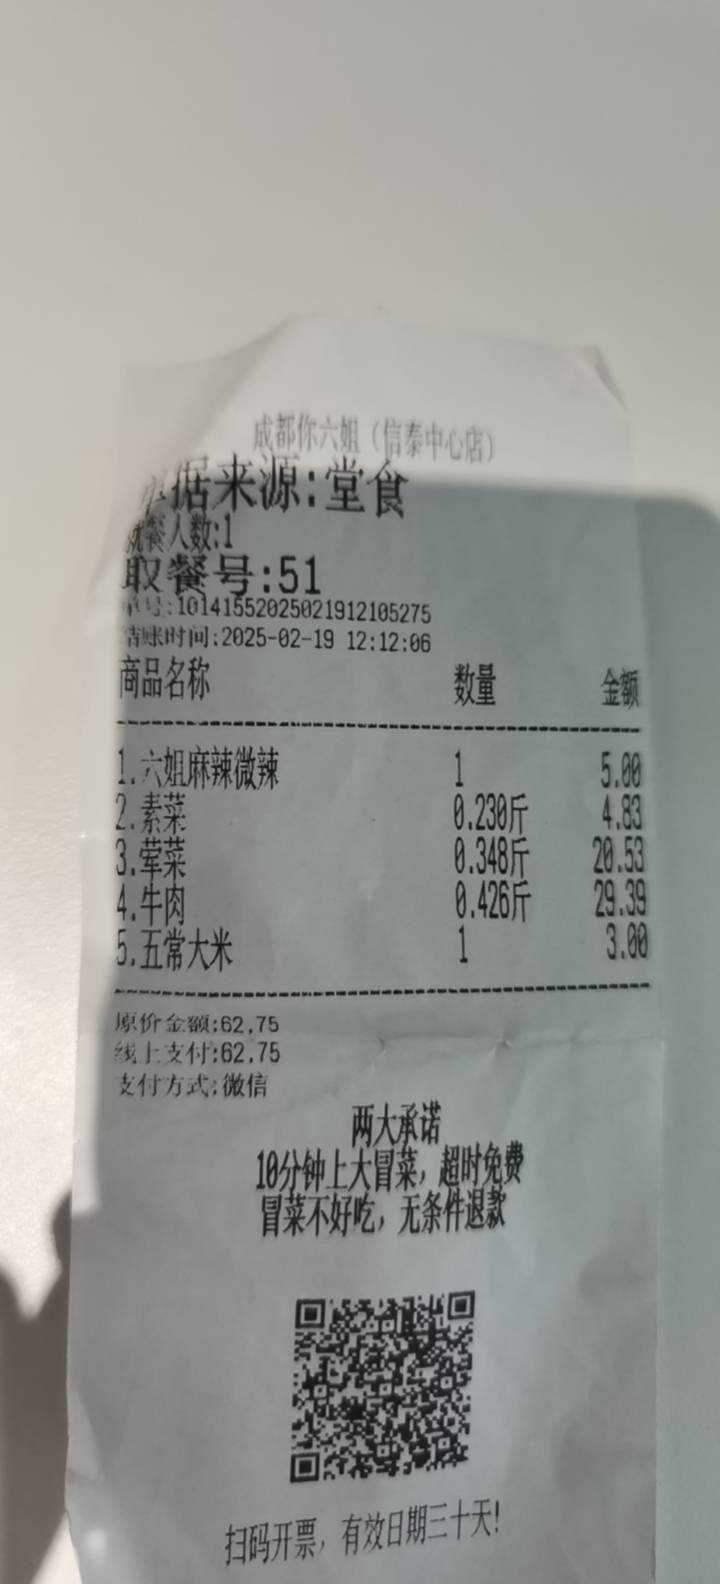 成都你六姐（信泰中心店）
单据来源:堂食
就餐人数:1
取餐号:51
单号:10141552025021912105275
结账时间:2025-02-19 12:12:06
商品名称 数量 金额
1.六姐麻辣微辣 1 5.00
2.素菜 0.230斤 4.83
3.荤菜 0.348斤 20.53
4.牛肉 0.426斤 29.39
5.五常大米 1 3.00
原价金额:62.75
线上支付:62.75
支付方式:微信
两大承诺
10分钟上大冒菜，超时免费
冒菜不好吃，无条件退款
扫码开票，有效日期三十天!